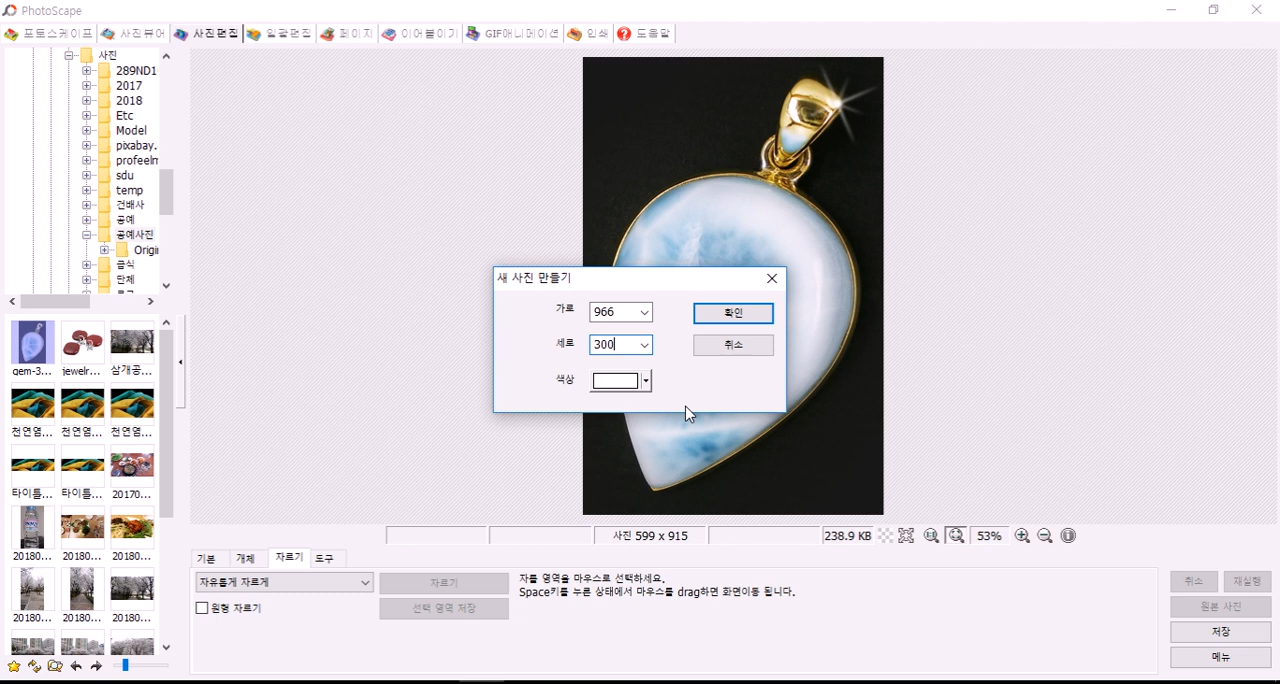 PhotoScape
포토스케이프 사진뷰어 사진편집 일괄편집 페이지 이어붙이기 GIF애니메이션 인쇄 도움말
사진
289ND1
2017
2018
Etc
Model
pixabay.
profeelm
sdu
temp
건배사
공예
공예사진
Origi
급식
단체
새 사진 만들기
가로 966 확인
세로 300 취소
색상
gem-3... jewelr... 삼개공...
천연염... 천연염... 천연염...
타이틀... 타이틀... 20170...
20180... 20180... 20180...
20180... 20180... 20180...
사진 599 x 915 238.9 KB 53%
기본 개체 자르기 도구
자유롭게 자르게 자르기
원형 자르기 선택 영역 저장
자를 영역을 마우스로 선택하세요.
Space키를 누른 상태에서 마우스를 drag하면 화면이동 됩니다.
취소 재실행
원본 사진
저장
메뉴